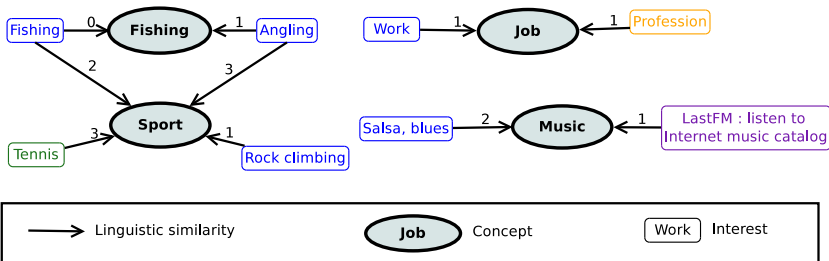 Fishing
0
Fishing
1
Angling
2
3
Sport
Tennis
3
1
Rock climbing
Work
1
Job
1
Profession
Salsa, blues
2
Music
1
LastFM : listen to
Internet music catalog
Linguistic similarity
Job
Concept
Work
Interest